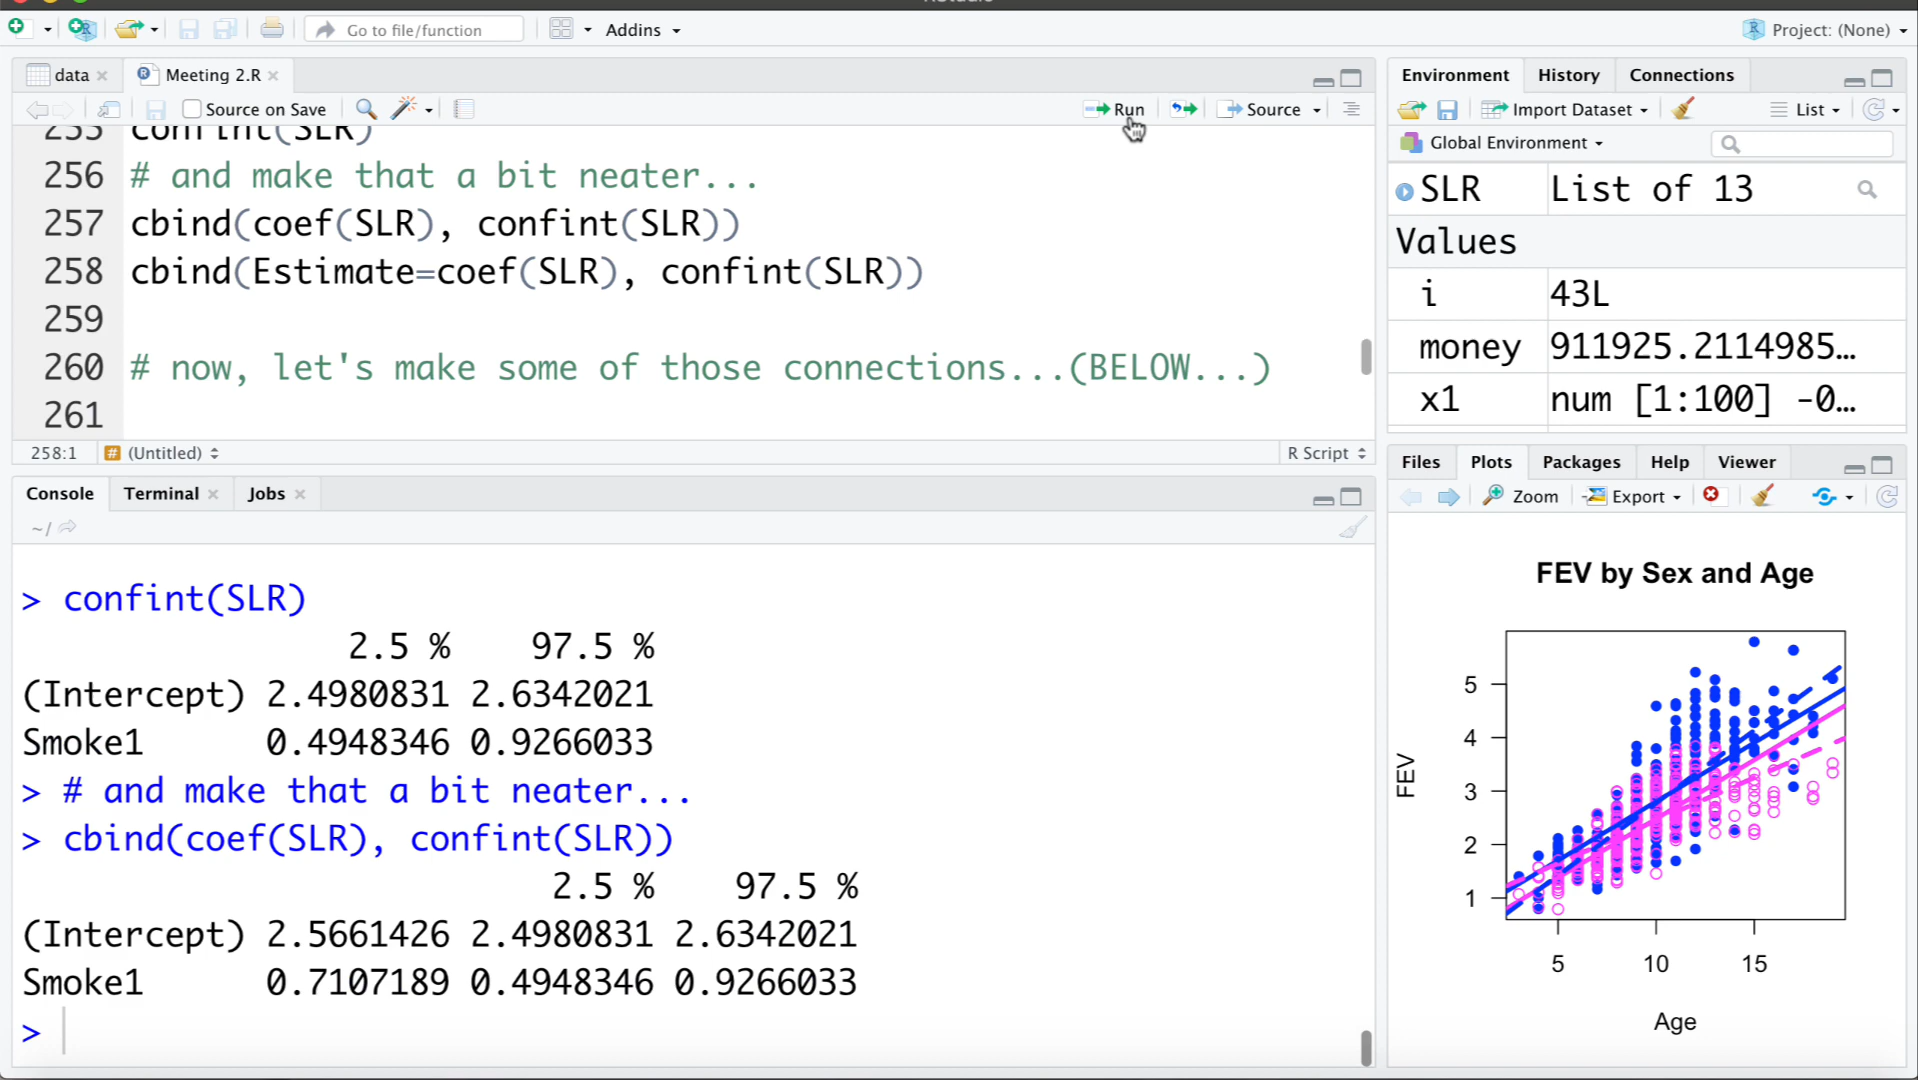 Go to file/function
Addins
Project: (None)
data
Meeting 2.R
Source on Save
Run
Source
255 confint(SLR)
256 # and make that a bit neater...
257 cbind(coef(SLR), confint(SLR))
258 cbind(Estimate=coef(SLR), confint(SLR))
259
260 # now, let's make some of those connections...(BELOW...)
261
258:1 # (Untitled)
R Script
Console
Terminal
Jobs
~/
> confint(SLR)
2.5 % 97.5 %
(Intercept) 2.4980831 2.6342021
Smoke1 0.4948346 0.9266033
> # and make that a bit neater...
> cbind(coef(SLR), confint(SLR))
2.5 % 97.5 %
(Intercept) 2.5661426 2.4980831 2.6342021
Smoke1 0.7107189 0.4948346 0.9266033
>
Environment
History
Connections
Import Dataset
List
Global Environment
SLR List of 13
Values
i 43L
money 911925.2114985…
x1 num [1:100] -0…
Files
Plots
Packages
Help
Viewer
Zoom
Export
FEV by Sex and Age
FEV
5
4
3
2
1
5 10 15
Age